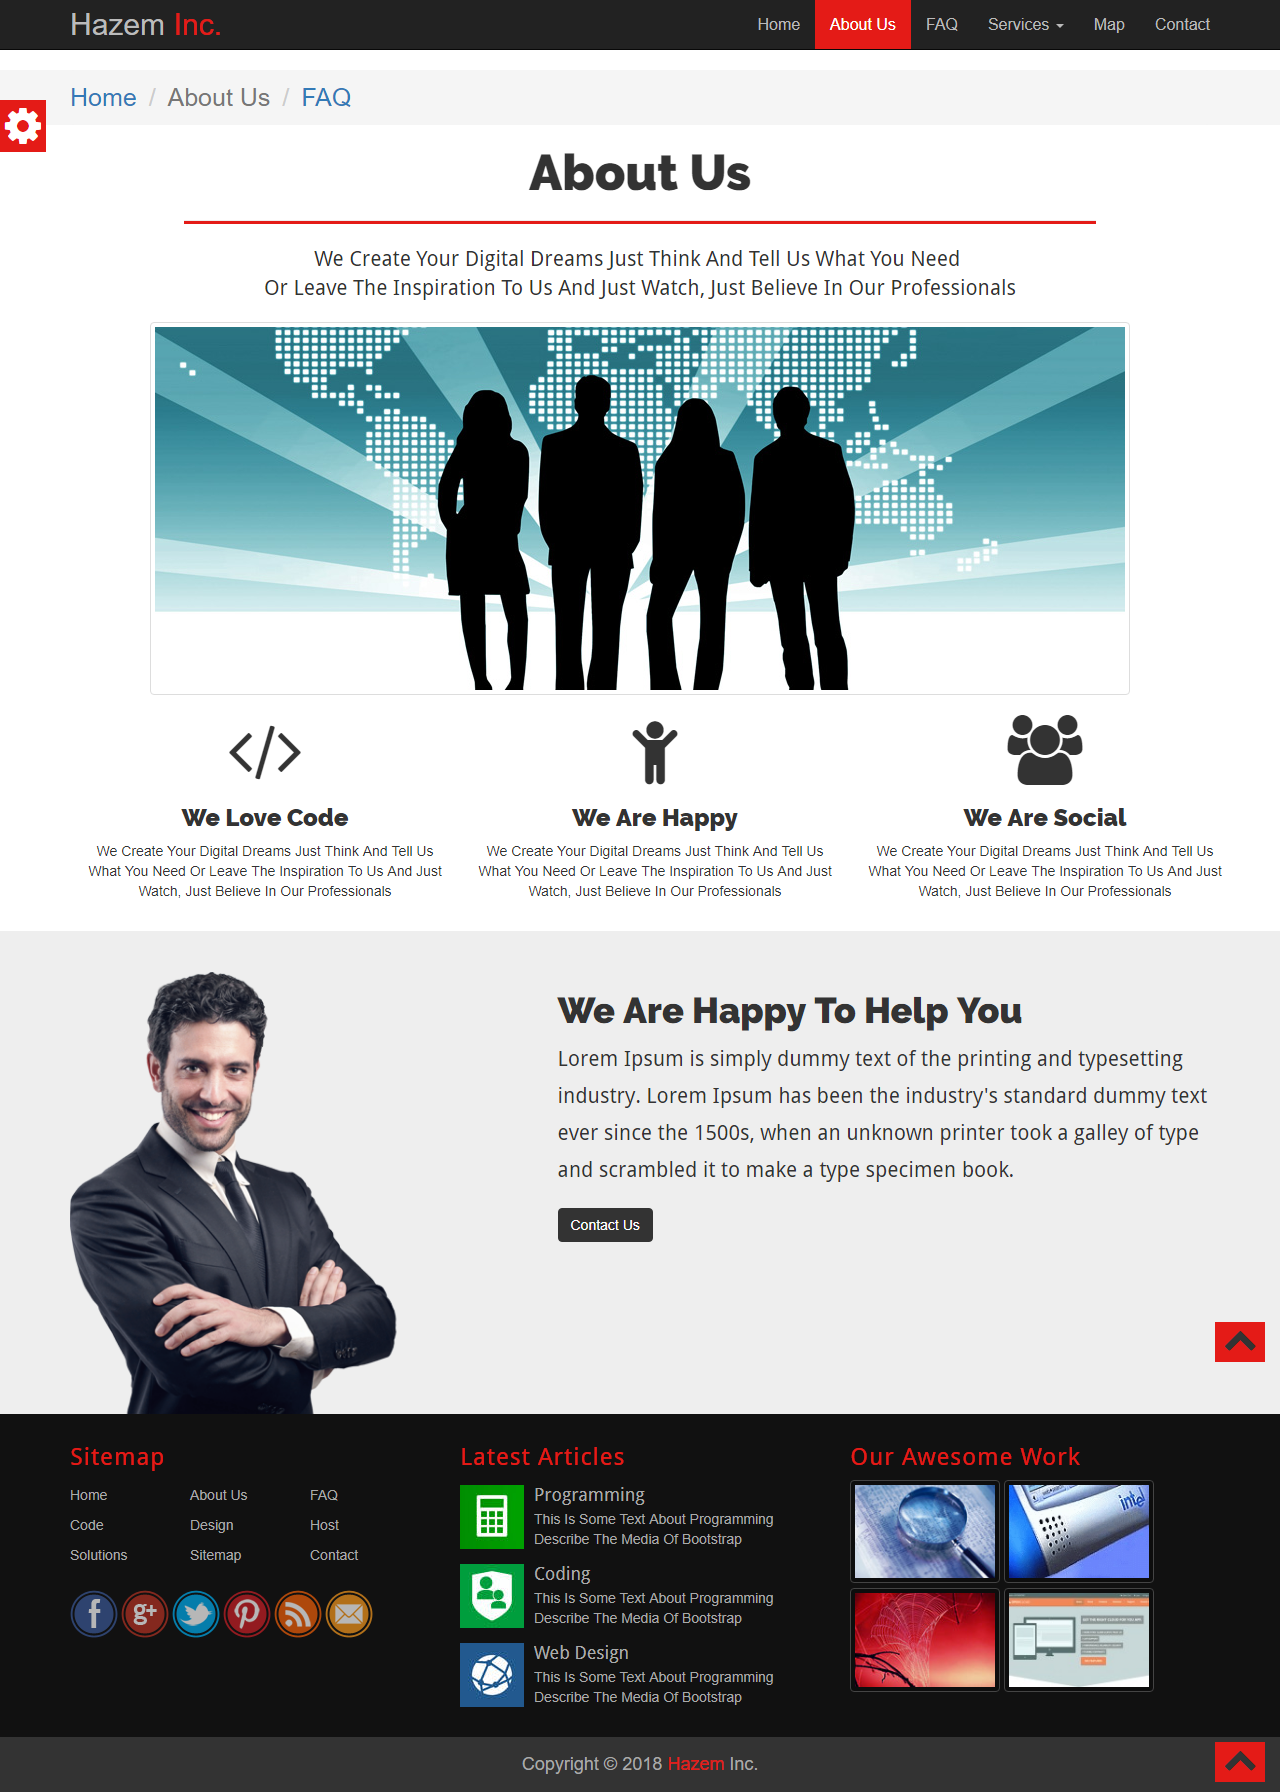 Hazem Inc.
Home
About Us
FAQ
Services
Map
Contact
Home / About Us / FAQ
About Us
We Create Your Digital Dreams Just Think And Tell Us What You Need
Or Leave The Inspiration To Us And Just Watch, Just Believe In Our Professionals
We Love Code
We Create Your Digital Dreams Just Think And Tell Us
What You Need Or Leave The Inspiration To Us And Just
Watch, Just Believe In Our Professionals
We Are Happy
We Create Your Digital Dreams Just Think And Tell Us
What You Need Or Leave The Inspiration To Us And Just
Watch, Just Believe In Our Professionals
We Are Social
We Create Your Digital Dreams Just Think And Tell Us
What You Need Or Leave The Inspiration To Us And Just
Watch, Just Believe In Our Professionals
We Are Happy To Help You
Lorem Ipsum is simply dummy text of the printing and typesetting
industry. Lorem Ipsum has been the industry's standard dummy text
ever since the 1500s, when an unknown printer took a galley of type
and scrambled it to make a type specimen book.
Contact Us
Sitemap
Home
About Us
FAQ
Code
Design
Host
Solutions
Sitemap
Contact
Latest Articles
Programming
This Is Some Text About Programming
Describe The Media Of Bootstrap
Coding
This Is Some Text About Programming
Describe The Media Of Bootstrap
Web Design
This Is Some Text About Programming
Describe The Media Of Bootstrap
Our Awesome Work
intel
Copyright © 2018 Hazem Inc.